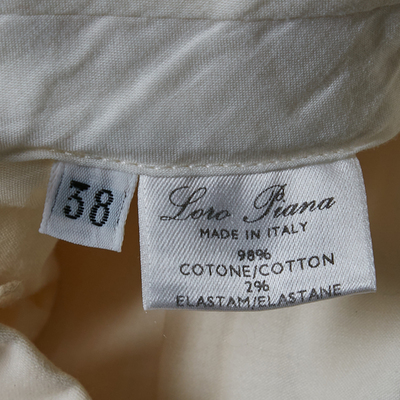 38
Loro Piana
MADE IN ITALY
98%
COTONE/COTTON
2%
ELASTAM/ELASTANE